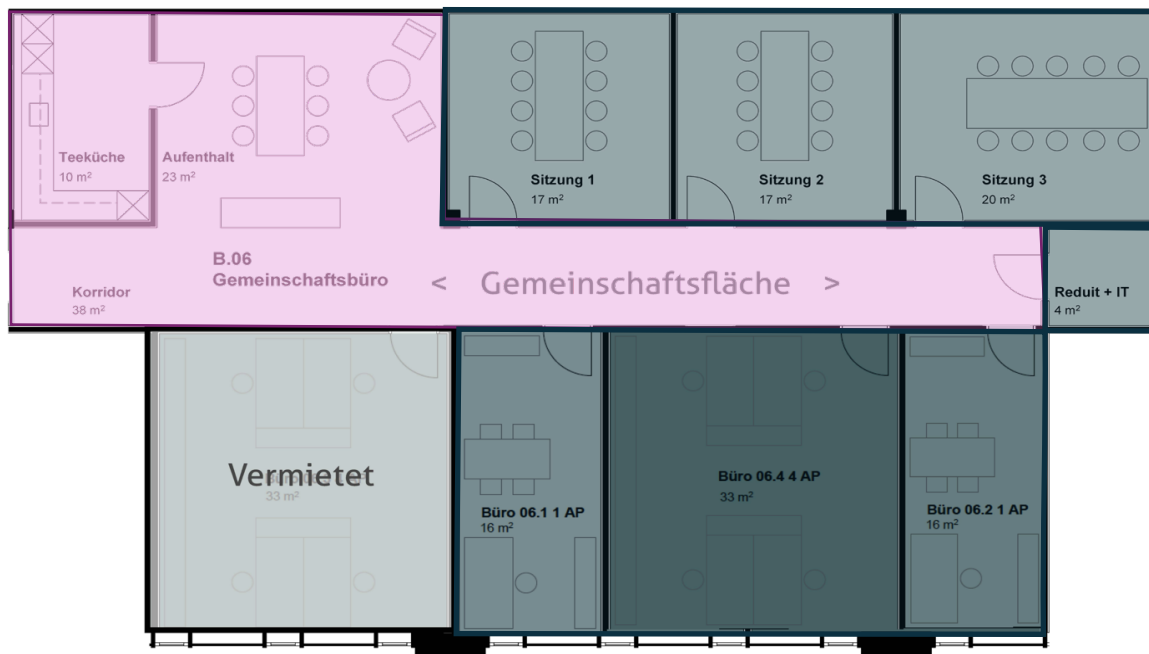 Teeküche
10 m²
Aufenthalt
23 m²
Sitzung 1
17 m²
Sitzung 2
17 m²
Sitzung 3
20 m²
B.06
Gemeinschaftsbüro
< Gemeinschaftsfläche >
Korridor
38 m²
Reduit + IT
4 m²
Vermietet
33 m²
Büro 06.1 1 AP
16 m²
Büro 06.4 4 AP
33 m²
Büro 06.2 1 AP
16 m²